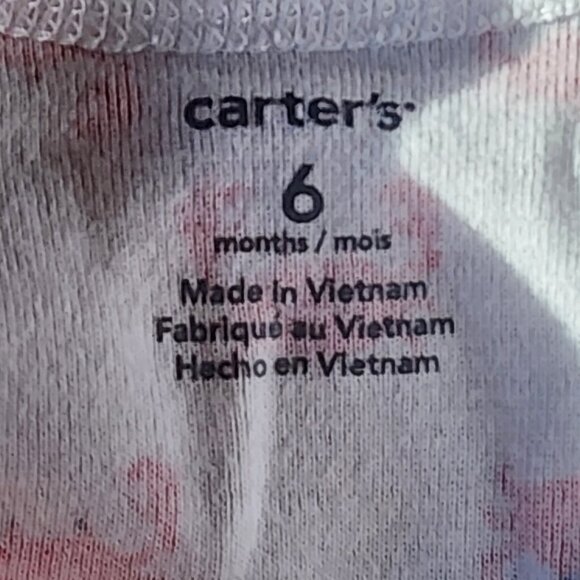 carter's
6
months / mois
Made in Vietnam
Fabriqué au Vietnam
Hecho en Vietnam